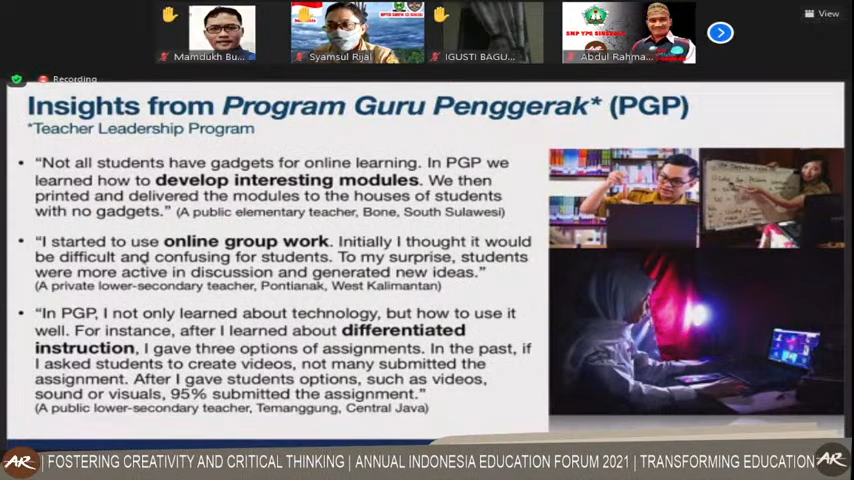 View
Mamdukh Bu...
Syamsul Rijal
IGUSTI BAGU...
SMP YPS SINGKOLE
Abdul Rahma...
Recording
Insights from Program Guru Penggerak* (PGP)
*Teacher Leadership Program
• “Not all students have gadgets for online learning. In PGP we
learned how to develop interesting modules. We then
printed and delivered the modules to the houses of students
with no gadgets.” (A public elementary teacher, Bone, South Sulawesi)
• “I started to use online group work. Initially I thought it would
be difficult and confusing for students. To my surprise, students
were more active in discussion and generated new ideas.”
(A private lower-secondary teacher, Pontianak, West Kalimantan)
• “In PGP, I not only learned about technology, but how to use it
well. For instance, after I learned about differentiated
instruction, I gave three options of assignments. In the past, if
I asked students to create videos, not many submitted the
assignment. After I gave students options, such as videos,
sound or visuals, 95% submitted the assignment.”
(A public lower-secondary teacher, Temanggung, Central Java)
AR | FOSTERING CREATIVITY AND CRITICAL THINKING | ANNUAL INDONESIA EDUCATION FORUM 2021 | TRANSFORMING EDUCATION AR